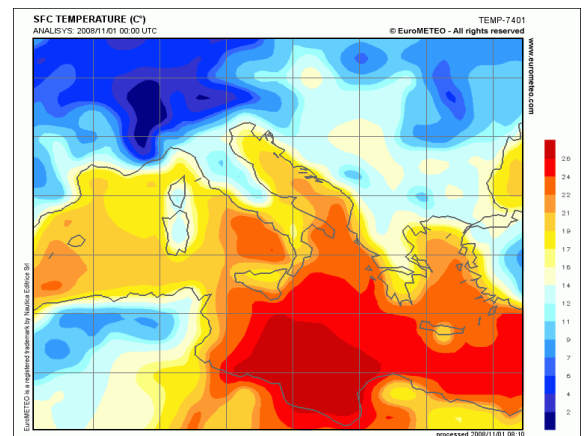 SFC TEMPERATURE (C°)
TEMP-7401
ANALISYS: 2008/11/01 00:00 UTC
© EuroMETEO - All rights reserved
www.eurometeo.com
26
24
22
21
19
17
16
14
12
11
9
7
6
4
2
EuroMETEO is a registered trademark by Nautica Editrice Srl
processed 2008/11/01 08:10